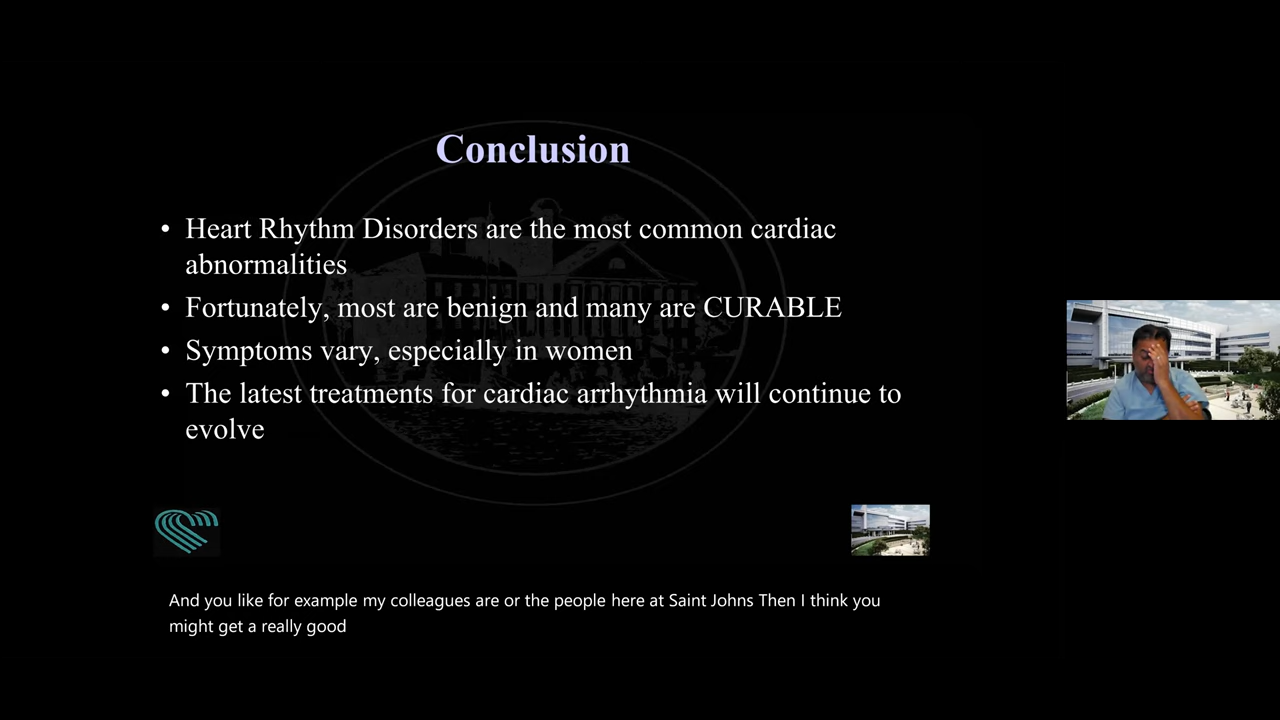 Conclusion
• Heart Rhythm Disorders are the most common cardiac
abnormalities
• Fortunately, most are benign and many are CURABLE
• Symptoms vary, especially in women
• The latest treatments for cardiac arrhythmia will continue to
evolve
And you like for example my colleagues are or the people here at Saint Johns Then I think you
might get a really good